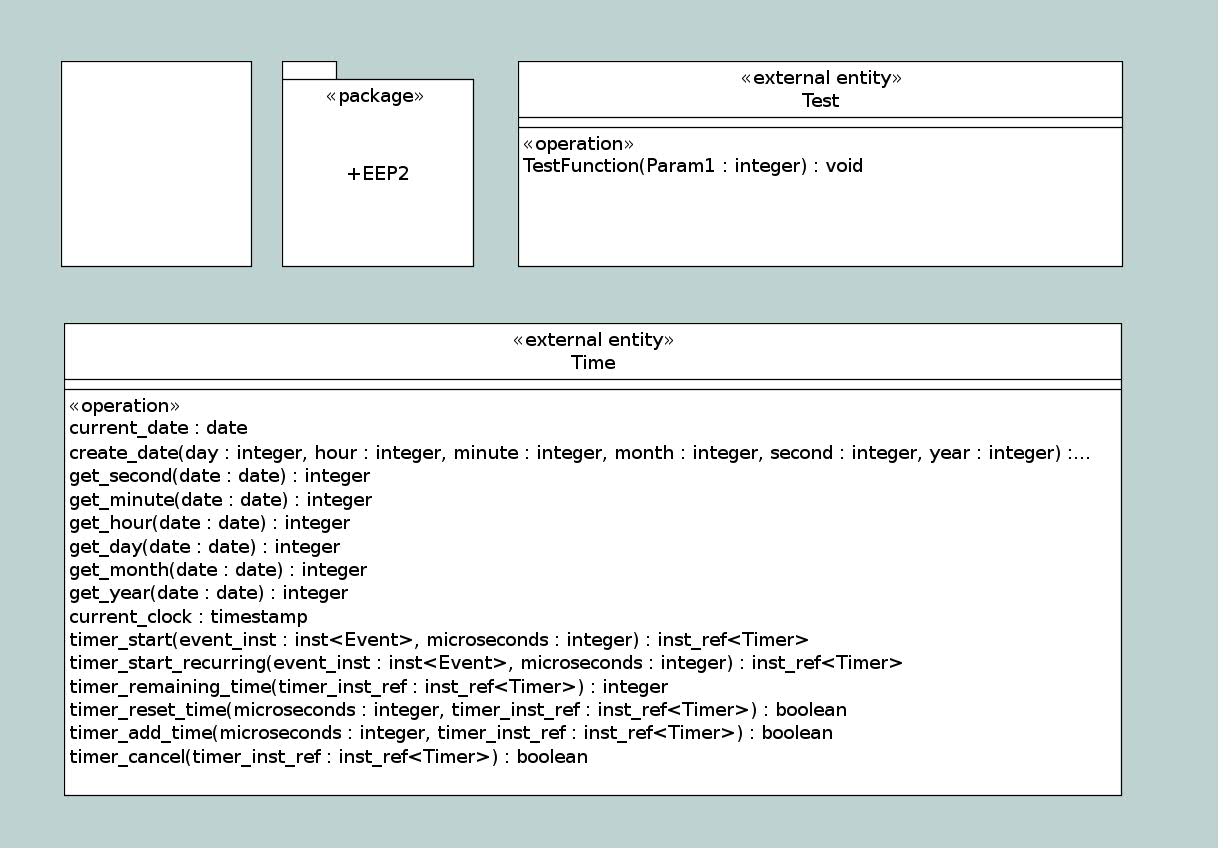 «package»
+EEP2
«external entity»
Test
«operation»
TestFunction(Param1 : integer) : void
«external entity»
Time
«operation»
current_date : date
create_date(day : integer, hour : integer, minute : integer, month : integer, second : integer, year : integer) :...
get_second(date : date) : integer
get_minute(date : date) : integer
get_hour(date : date) : integer
get_day(date : date) : integer
get_month(date : date) : integer
get_year(date : date) : integer
current_clock : timestamp
timer_start(event_inst : inst<Event>, microseconds : integer) : inst_ref<Timer>
timer_start_recurring(event_inst : inst<Event>, microseconds : integer) : inst_ref<Timer>
timer_remaining_time(timer_inst_ref : inst_ref<Timer>) : integer
timer_reset_time(microseconds : integer, timer_inst_ref : inst_ref<Timer>) : boolean
timer_add_time(microseconds : integer, timer_inst_ref : inst_ref<Timer>) : boolean
timer_cancel(timer_inst_ref : inst_ref<Timer>) : boolean